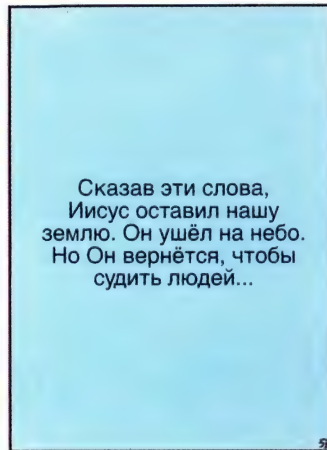 Сказав эти слова,
Иисус оставил нашу
землю. Он ушёл на небо.
Но Он вернётся, чтобы
судить людей...